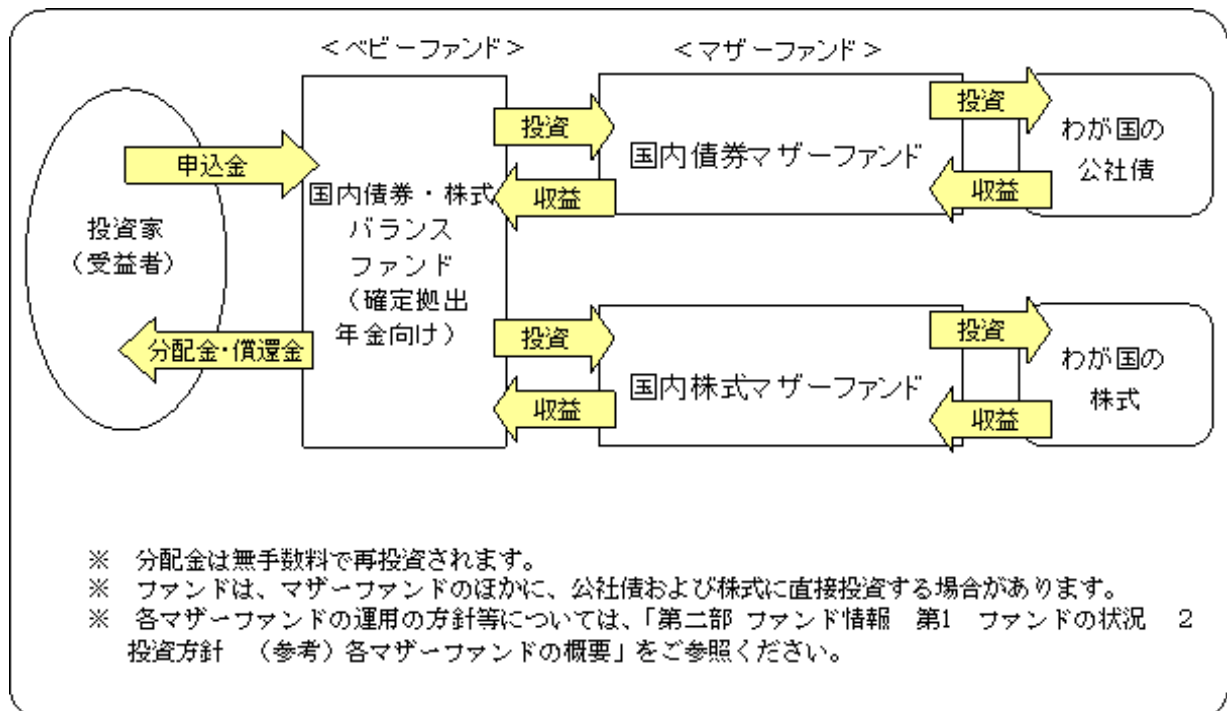 ＜ベビーファンド＞
＜マザーファンド＞
投資家
（受益者）
申込金
分配金・償還金
国内債券・株式
バランス
ファンド
（確定拠出
年金向け）
投資
収益
国内債券マザーファンド
投資
収益
わが国の
公社債
投資
収益
国内株式マザーファンド
投資
収益
わが国の
株式
※　分配金は無手数料で再投資されます。
※　ファンドは、マザーファンドのほかに、公社債および株式に直接投資する場合があります。
※　各マザーファンドの運用の方針等については、「第二部 ファンド情報　第1　ファンドの状況　2
投資方針　（参考）各マザーファンドの概要」をご参照ください。